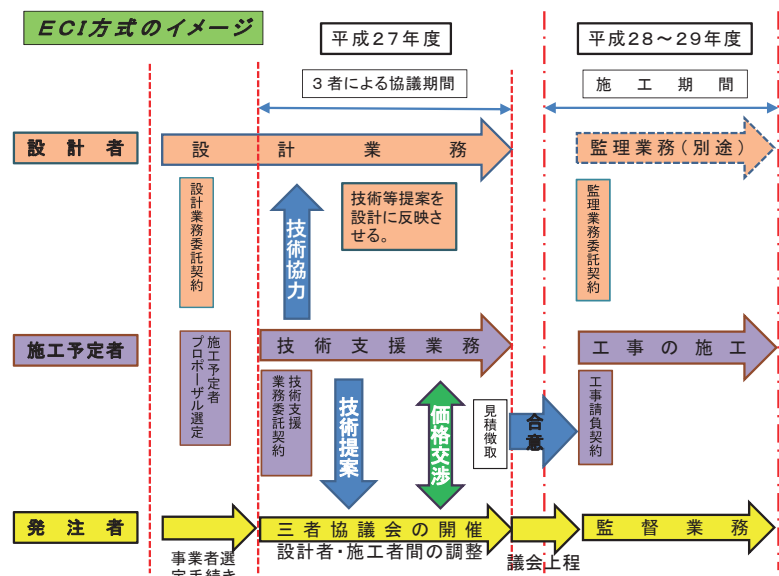 ECI方式のイメージ
平成27年度
平成28～29年度
3者による協議期間
施工期間
設計者
設計業務
監理業務(別途)
設計業務委託契約
技術協力
技術等提案を
設計に反映さ
せる。
監理業務委託契約
施工予定者
技術支援業務
工事の施工
施工予定者
プロポーザル選定
技術支援
業務委託契約
技術提案
価格交渉
見積徴取
合意
工事請負契約
発注者
三者協議会の開催
監督業務
設計者・施工者間の調整
事業者選
定手続き
議会上程